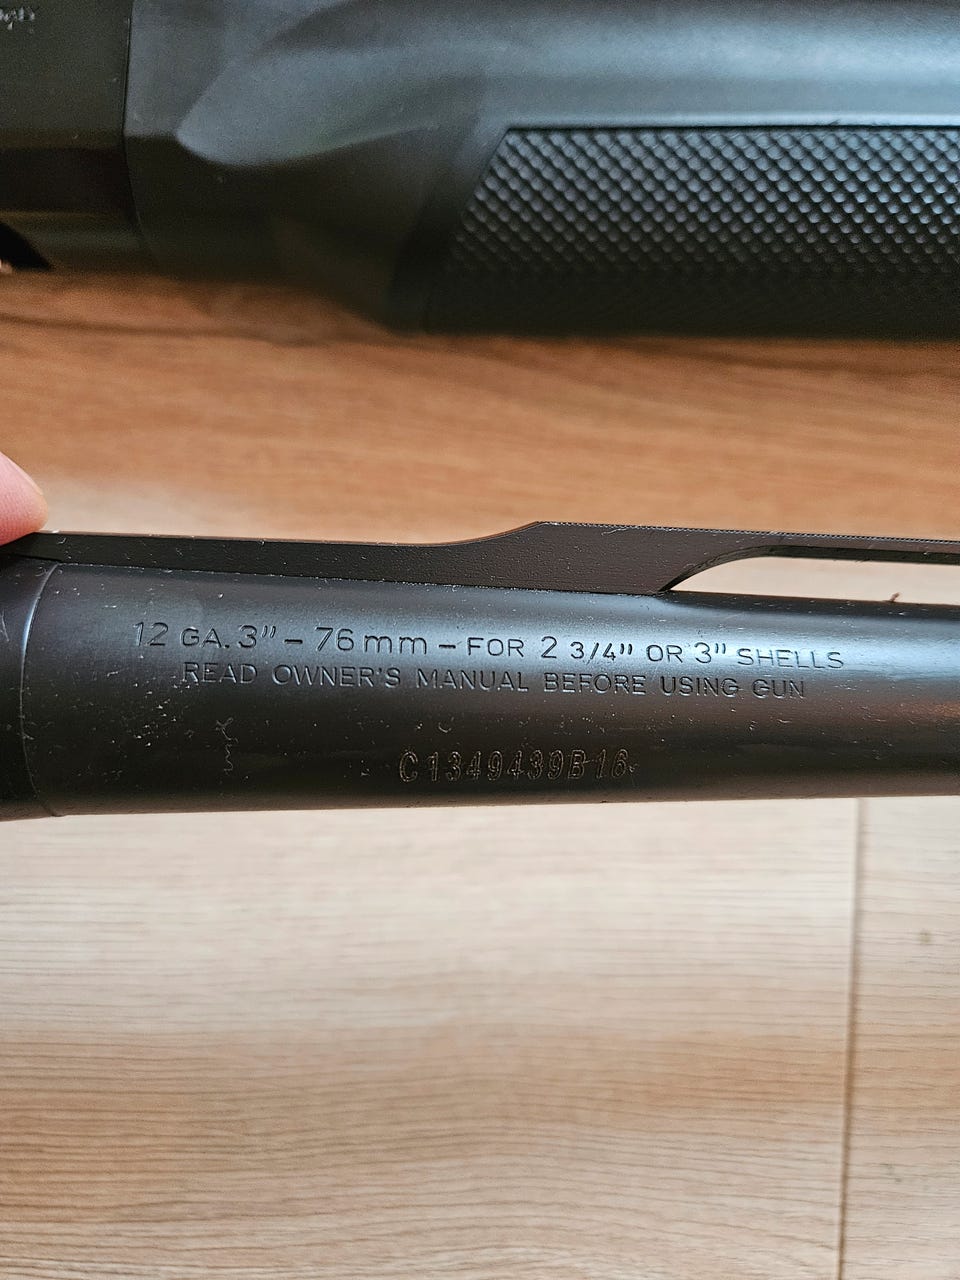 12 GA. 3" – 76 mm – FOR 2 3/4" OR 3" SHELLS
READ OWNER'S MANUAL BEFORE USING GUN
C1349439B16